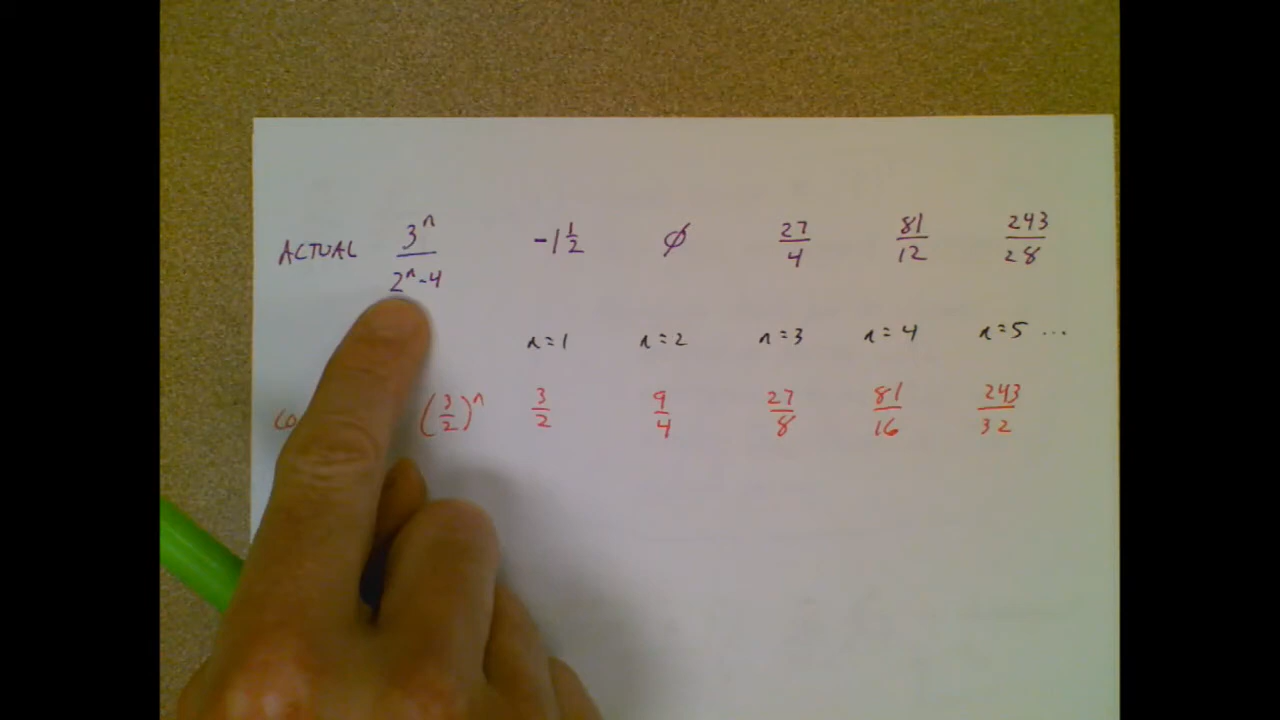 ACTUAL 3^n/(2^n-4) -1 1/2 ∅ 27/4 81/12 243/28
n=1 n=2 n=3 n=4 n=5 ...
(3/2)^n 3/2 9/4 27/8 81/16 243/32